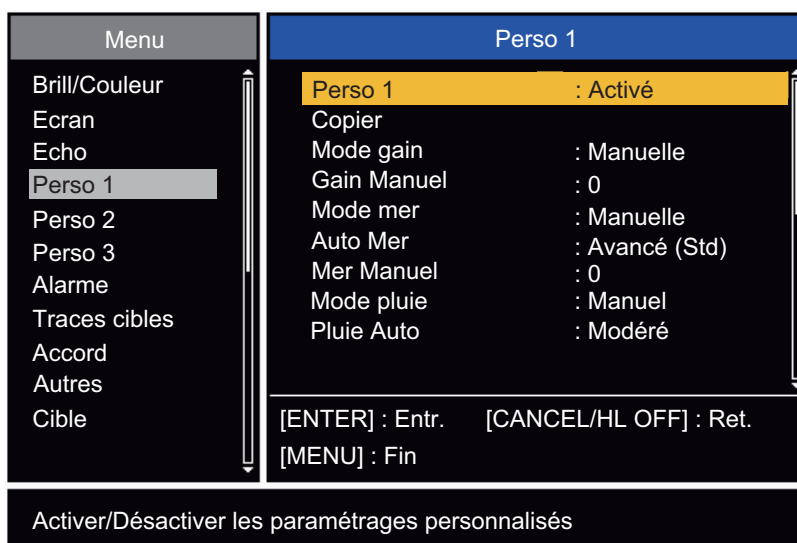 Menu
Brill/Couleur
Ecran
Echo
Perso 1
Perso 2
Perso 3
Alarme
Traces cibles
Accord
Autres
Cible
Perso 1
Perso 1 : Activé
Copier
Mode gain : Manuelle
Gain Manuel : 0
Mode mer : Manuelle
Auto Mer : Avancé (Std)
Mer Manuel : 0
Mode pluie : Manuel
Pluie Auto : Modéré
[ENTER] : Entr. [CANCEL/HL OFF] : Ret.
[MENU] : Fin
Activer/Désactiver les paramétrages personnalisés